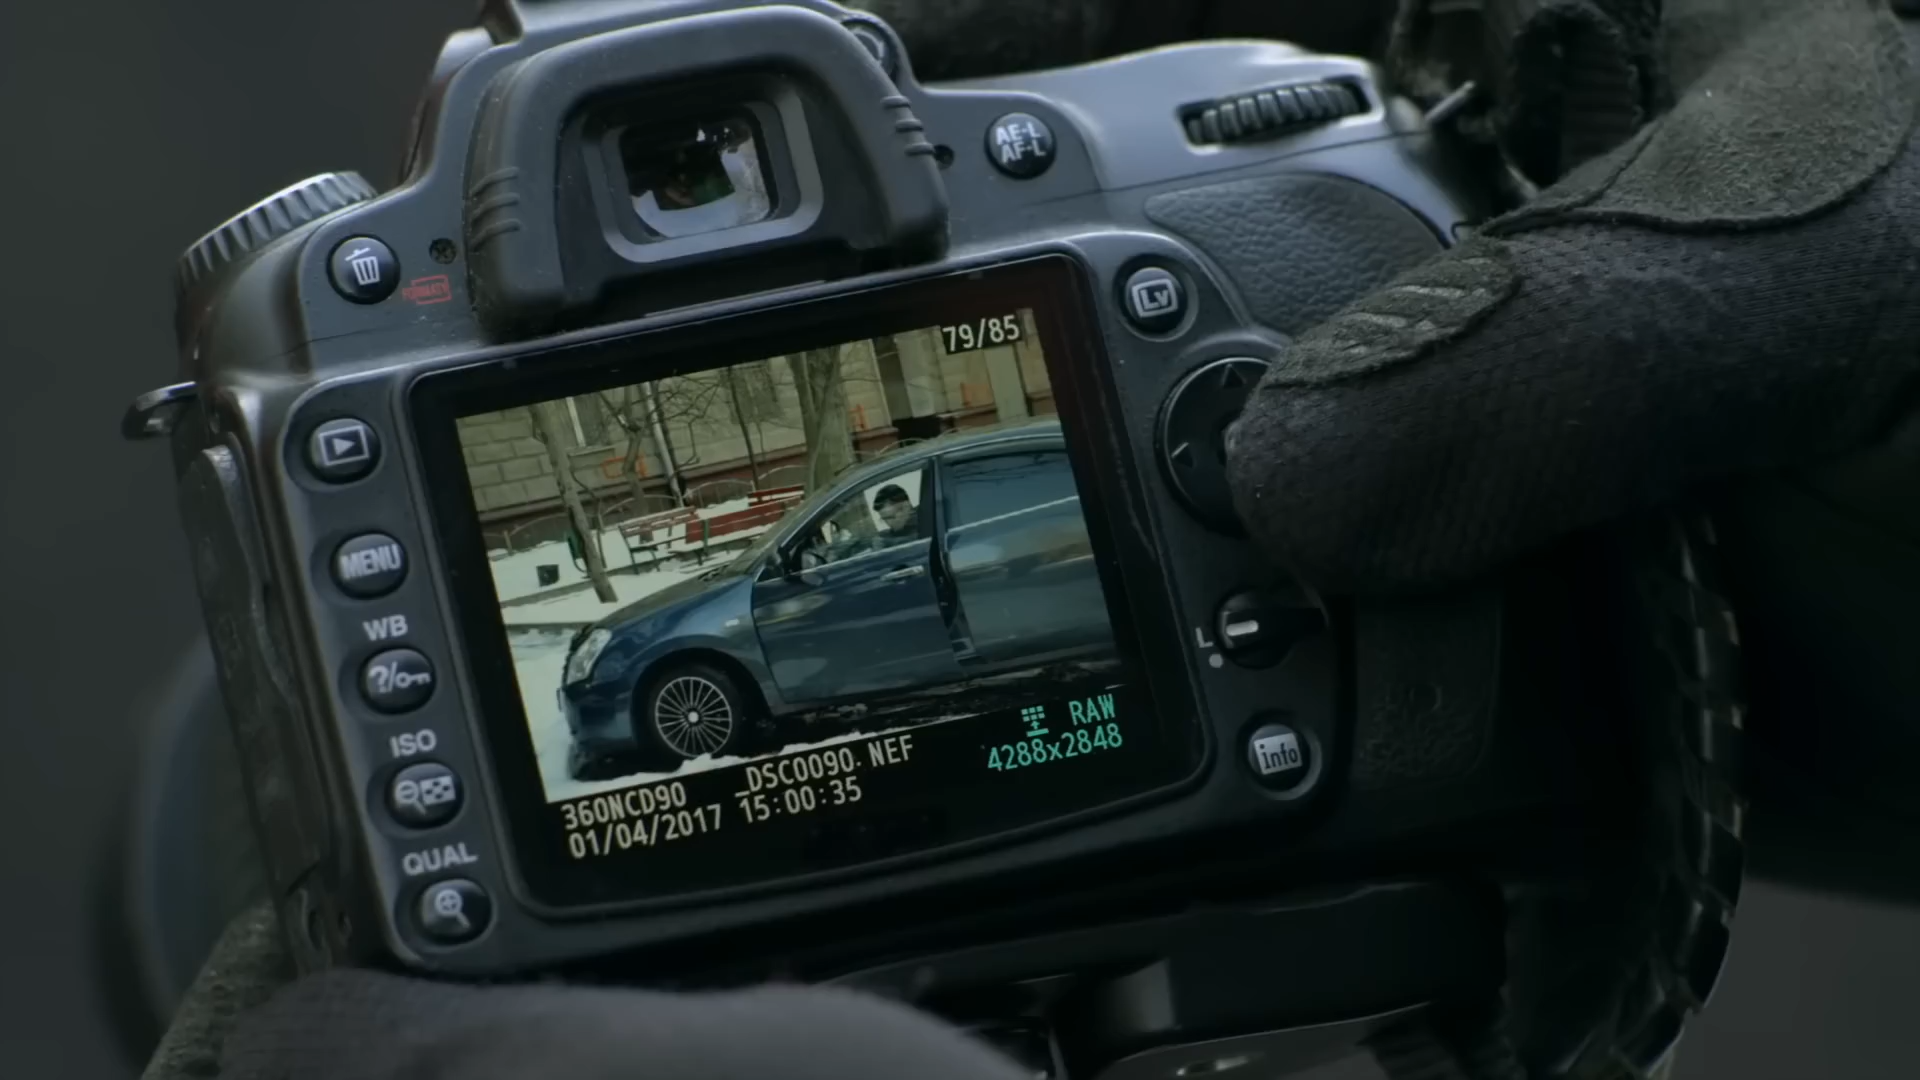 AE-L
AF-L
FORMAT
Lv
79/85
MENU
WB
?/
ISO
QUAL
L
info
RAW
4288x2848
360NCD90 _DSC0090.NEF
01/04/2017 15:00:35